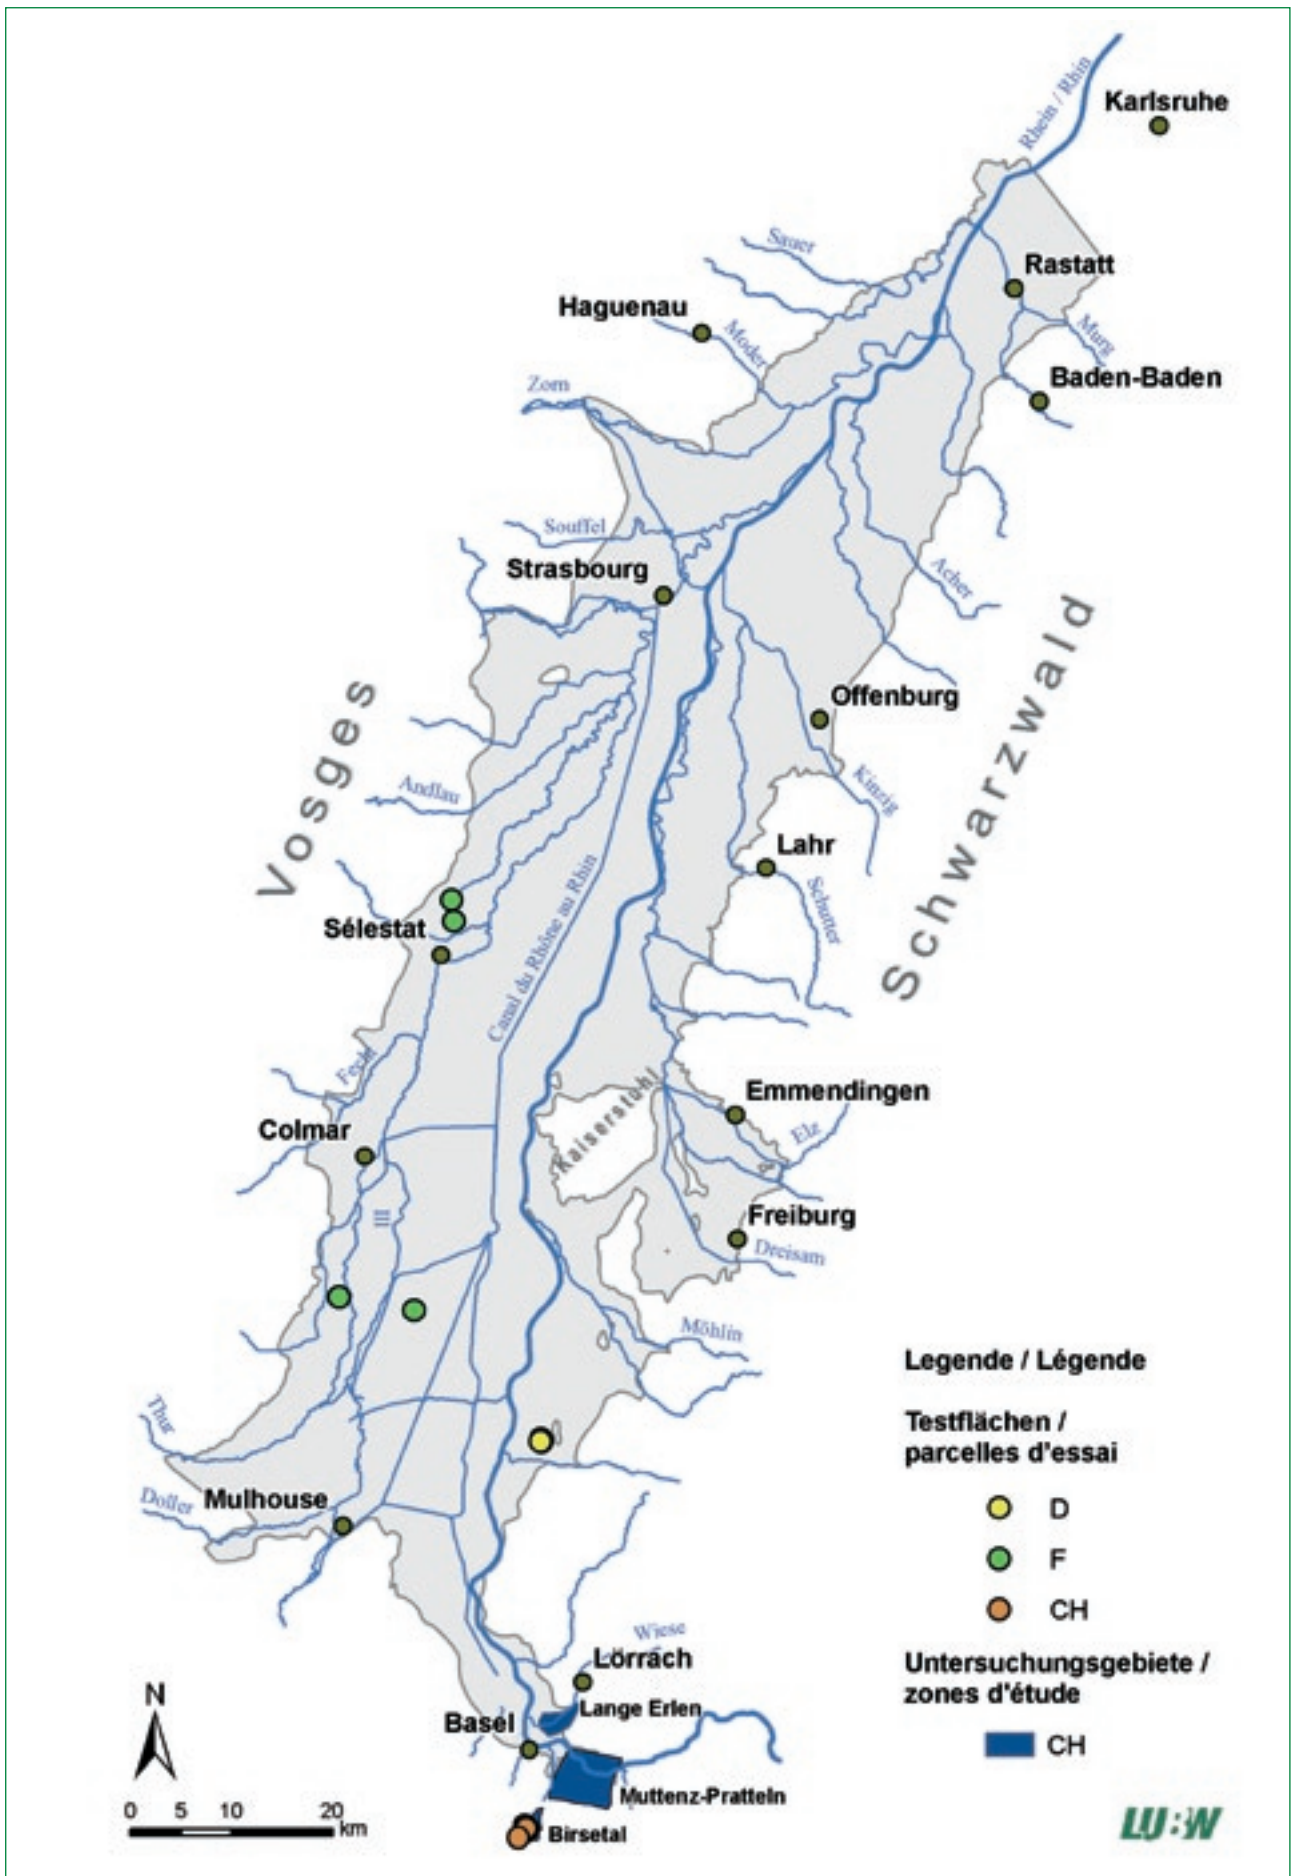 Rhein / Rhin
Karlsruhe
Sauer
Rastatt
Haguenau
Moder
Murg
Zorn
Baden-Baden
Souffel
Strasbourg
Acher
Vosges
Schwarzwald
Offenburg
Andlau
Kinzig
Lahr
Schutter
Sélestat
Canal du Rhône au Rhin
Fecht
Kaiserstuhl
Emmendingen
Colmar
Elz
Ill
Freiburg
Dreisam
Möhlin
Thur
Doller
Mulhouse
Wiese
Lörrach
Lange Erlen
Basel
Muttenz-Pratteln
Birsetal
Legende / Légende
Testflächen /
parcelles d'essai
D
F
CH
Untersuchungsgebiete /
zones d'étude
CH
N
0 5 10 20
km
LU:BW